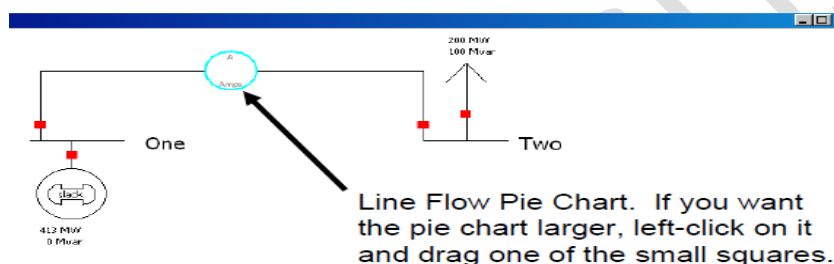 200 MW
100 Mvar
A
Amps
One
Two
slack
413 MW
0 Mvar
Line Flow Pie Chart. If you want
the pie chart larger, left-click on it
and drag one of the small squares.